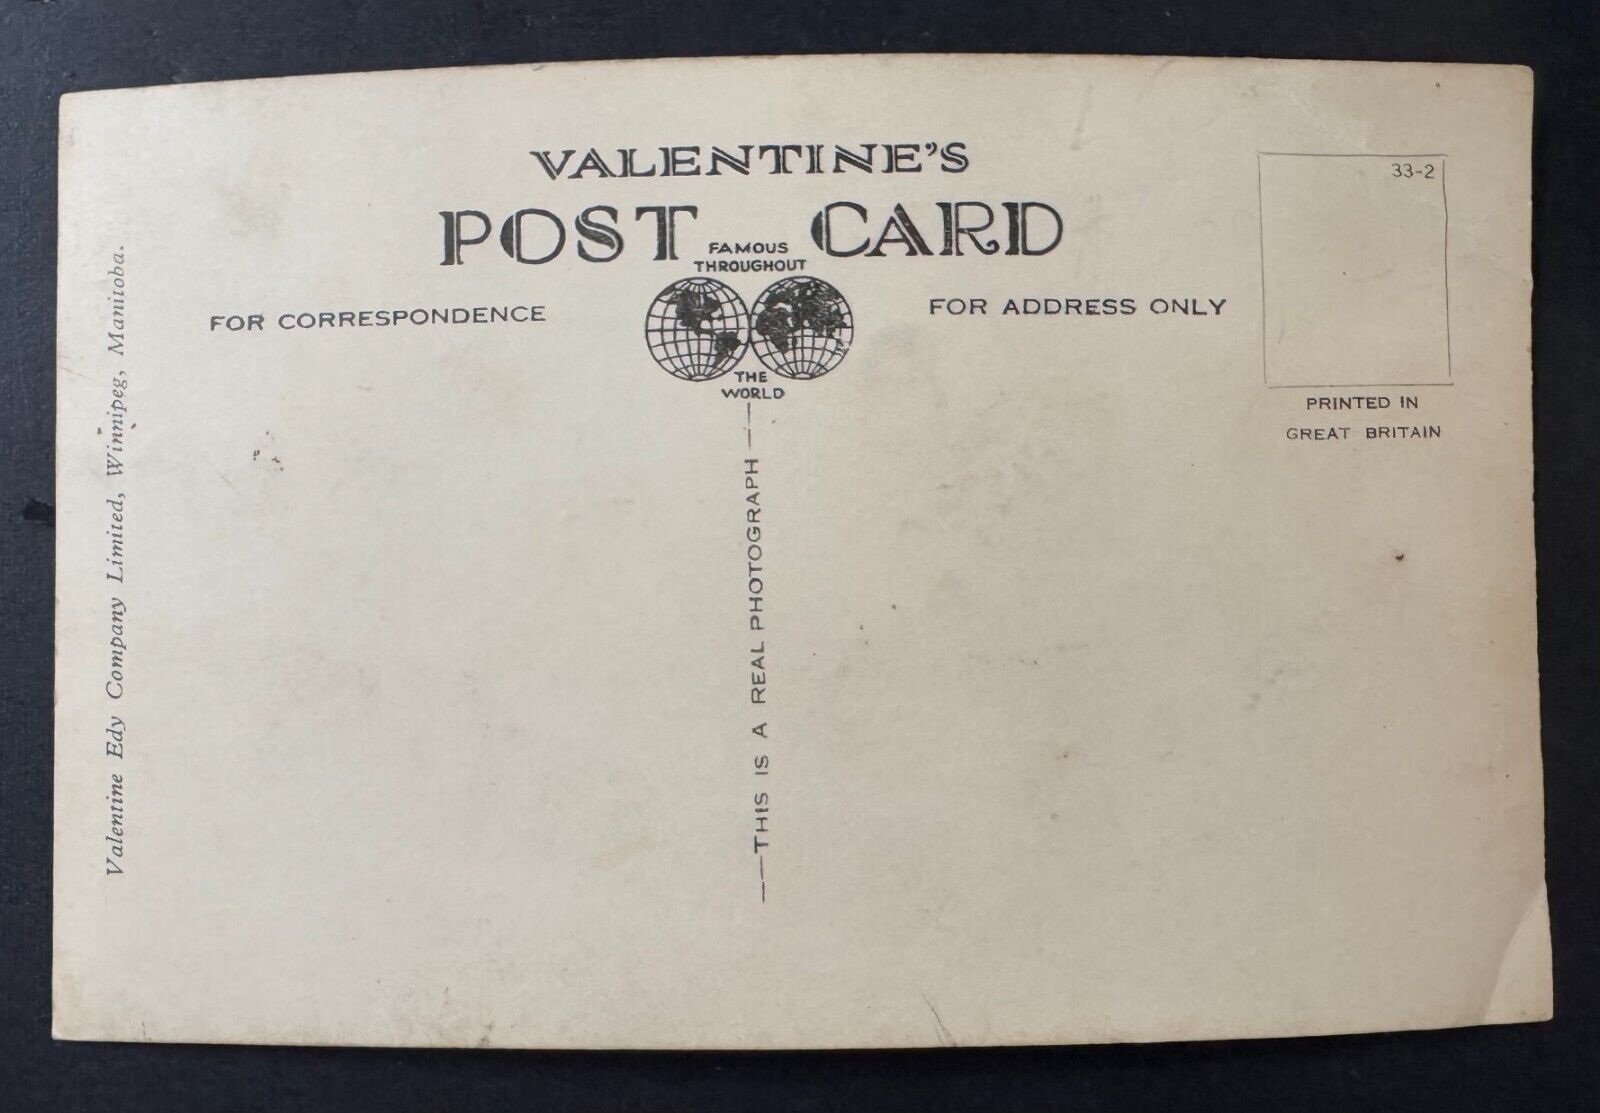 VALENTINE'S
POST CARD
FAMOUS
THROUGHOUT
THE
WORLD
FOR CORRESPONDENCE
FOR ADDRESS ONLY
33-2
PRINTED IN
GREAT BRITAIN
THIS IS A REAL PHOTOGRAPH
Valentine Edy Company Limited, Winnipeg, Manitoba.